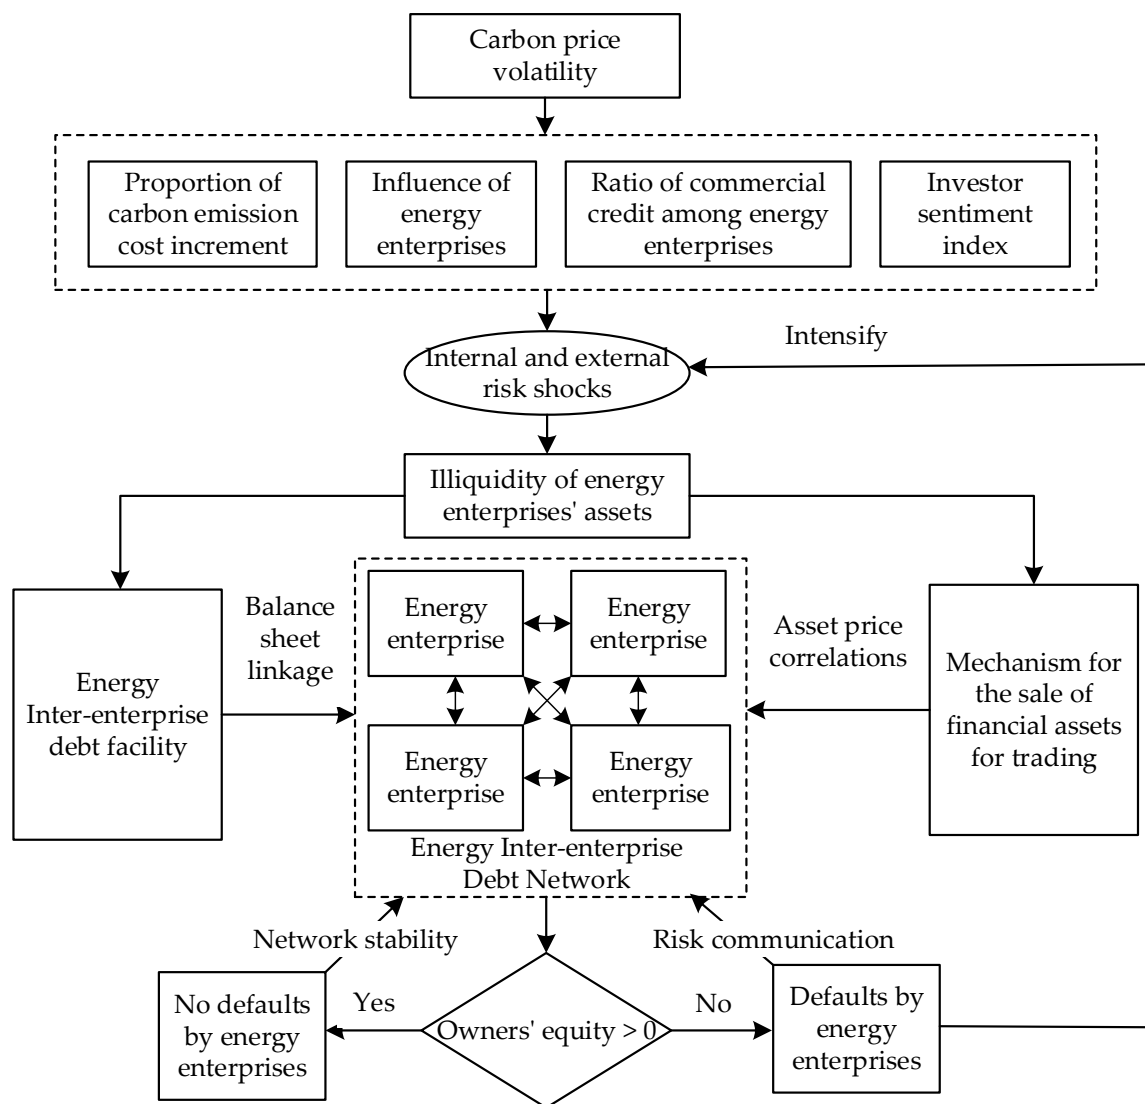 Carbon price
volatility
Proportion of
carbon emission
cost increment
Influence of
energy
enterprises
Ratio of commercial
credit among energy
enterprises
Investor
sentiment
index
Internal and external
risk shocks
Intensify
Illiquidity of energy
enterprises' assets
Energy
Inter-enterprise
debt facility
Balance
sheet
linkage
Energy
enterprise
Energy
enterprise
Energy
enterprise
Energy
enterprise
Energy Inter-enterprise
Debt Network
Asset price
correlations
Mechanism for
the sale of
financial assets
for trading
Network stability
Risk communication
No defaults
by energy
enterprises
Yes
Owners' equity > 0
No
Defaults by
energy
enterprises